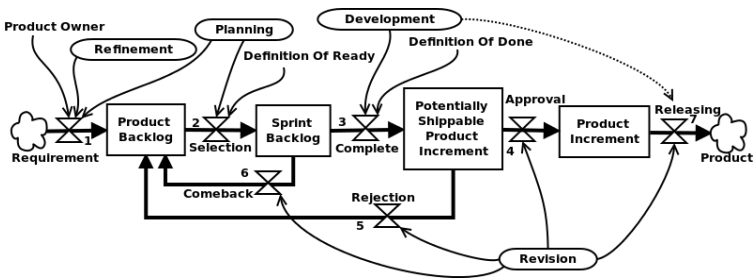 Product Owner
Refinement
Planning
Development
Definition Of Ready
Definition Of Done
Requirement
1
Product
Backlog
2
Selection
Sprint
Backlog
3
Complete
Potentially
Shippable
Product
Increment
Approval
4
Product
Increment
Releasing
7
Product
6
Comeback
Rejection
5
Revision